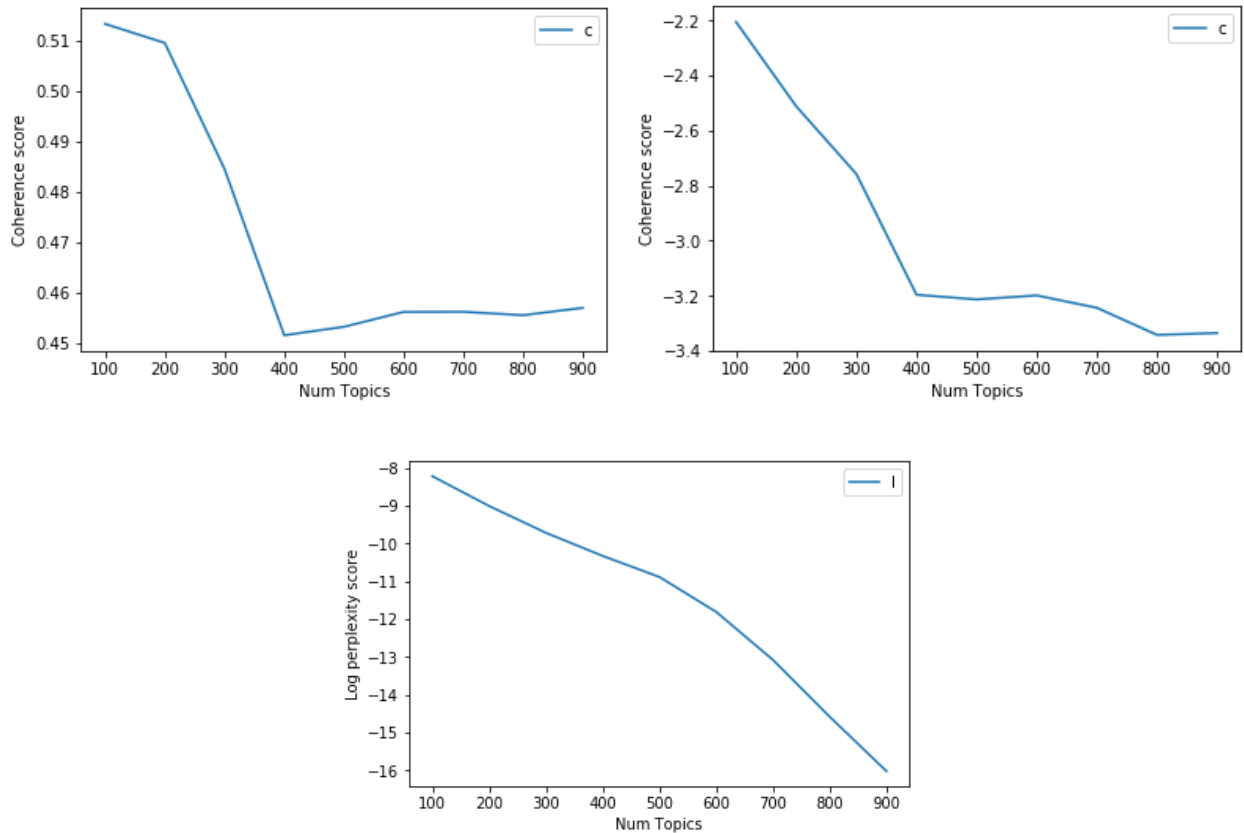 c
0.51
0.50
0.49
0.48
0.47
0.46
0.45
Coherence score
100 200 300 400 500 600 700 800 900
Num Topics
c
−2.2
−2.4
−2.6
−2.8
−3.0
−3.2
−3.4
Coherence score
100 200 300 400 500 600 700 800 900
Num Topics
l
−8
−9
−10
−11
−12
−13
−14
−15
−16
Log perplexity score
100 200 300 400 500 600 700 800 900
Num Topics